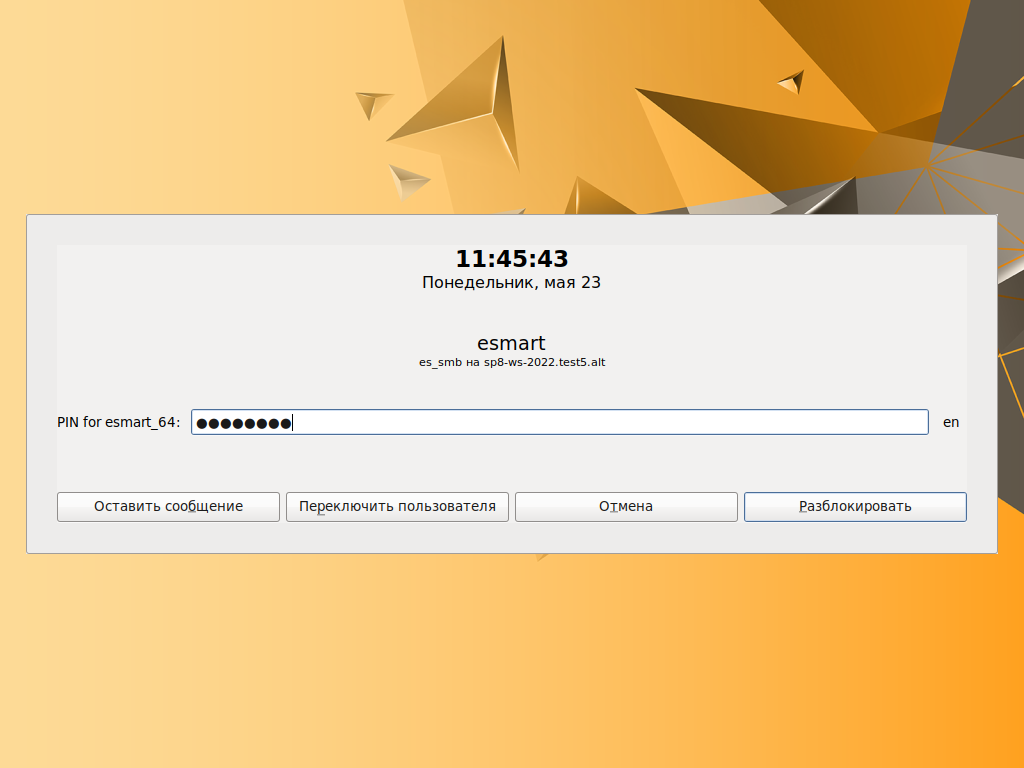 11:45:43
Понедельник, мая 23
esmart
es_smb на sp8-ws-2022.test5.alt
PIN for esmart_64: ●●●●●●●● en
Оставить сообщение Переключить пользователя Отмена Разблокировать